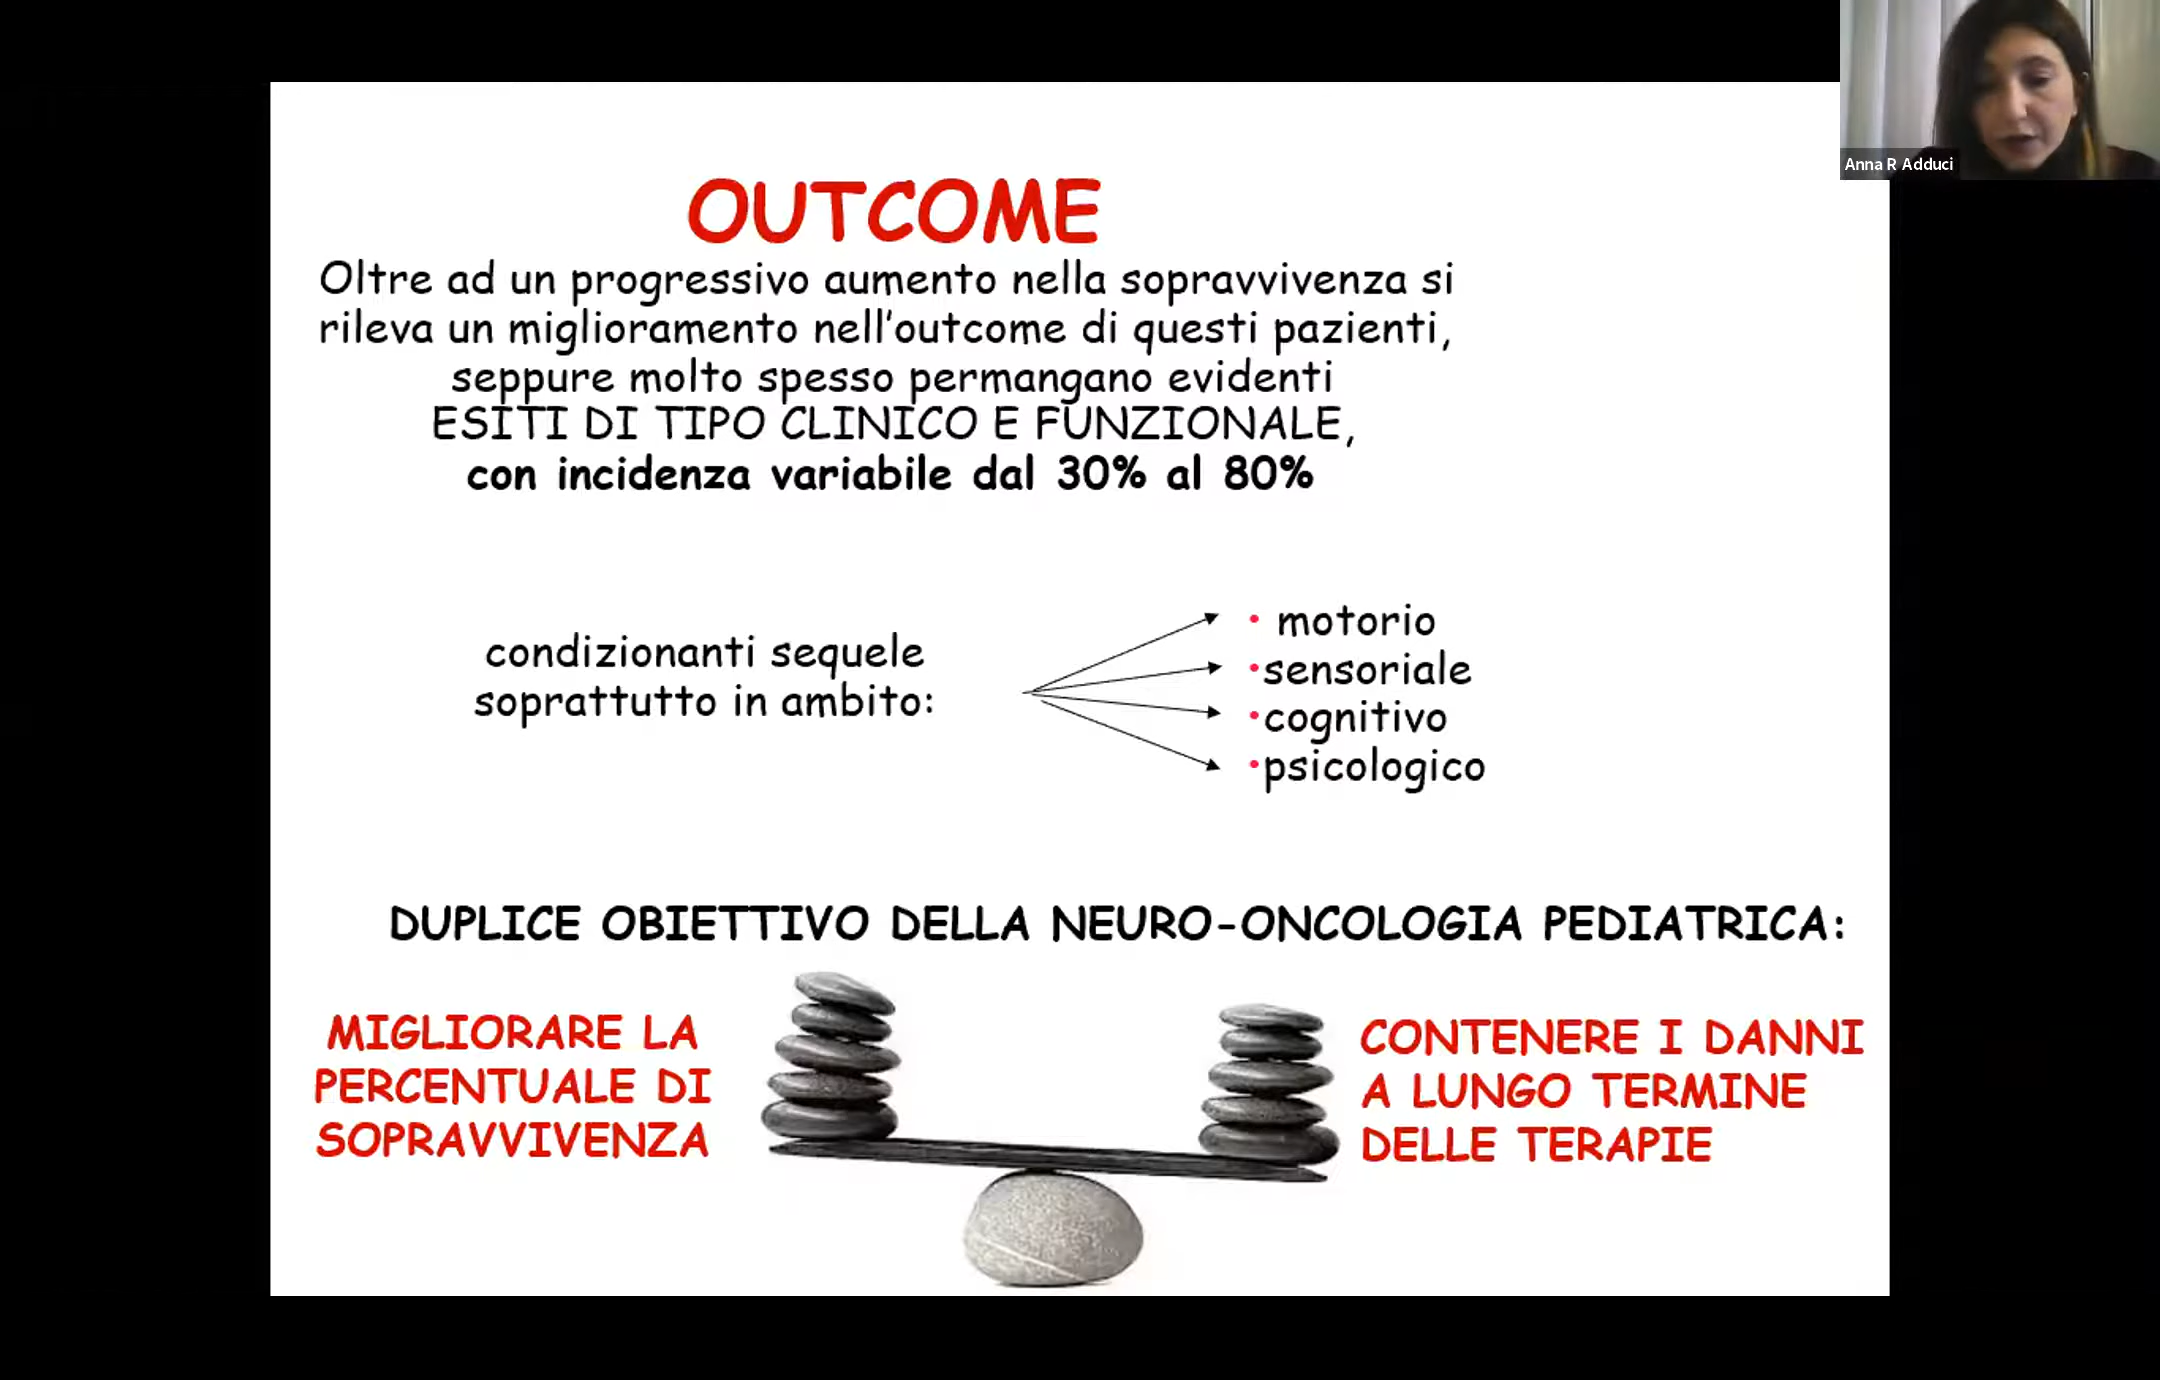 Anna R Adduci
OUTCOME
Oltre ad un progressivo aumento nella sopravvivenza si
rileva un miglioramento nell'outcome di questi pazienti,
seppure molto spesso permangano evidenti
ESITI DI TIPO CLINICO E FUNZIONALE,
con incidenza variabile dal 30% al 80%
condizionanti sequele
soprattutto in ambito:
• motorio
•sensoriale
•cognitivo
•psicologico
DUPLICE OBIETTIVO DELLA NEURO-ONCOLOGIA PEDIATRICA:
MIGLIORARE LA
PERCENTUALE DI
SOPRAVVIVENZA
CONTENERE I DANNI
A LUNGO TERMINE
DELLE TERAPIE